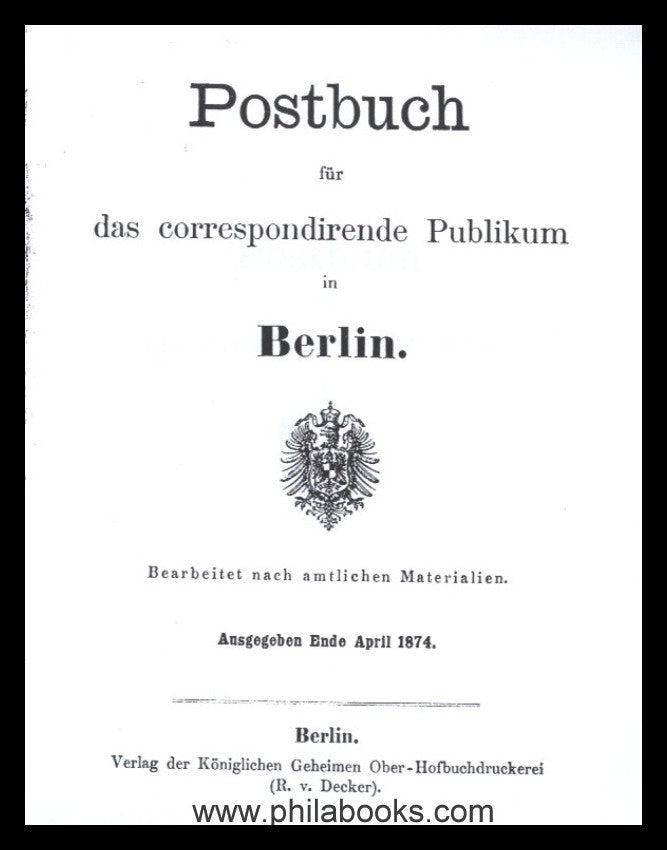 Postbuch
für
das correspondirende Publikum
in
Berlin.
Bearbeitet nach amtlichen Materialien.
Ausgegeben Ende April 1874.
Berlin.
Verlag der Königlichen Geheimen Ober-Hofbuchdruckerei
(R. v. Decker).
www.philabooks.com